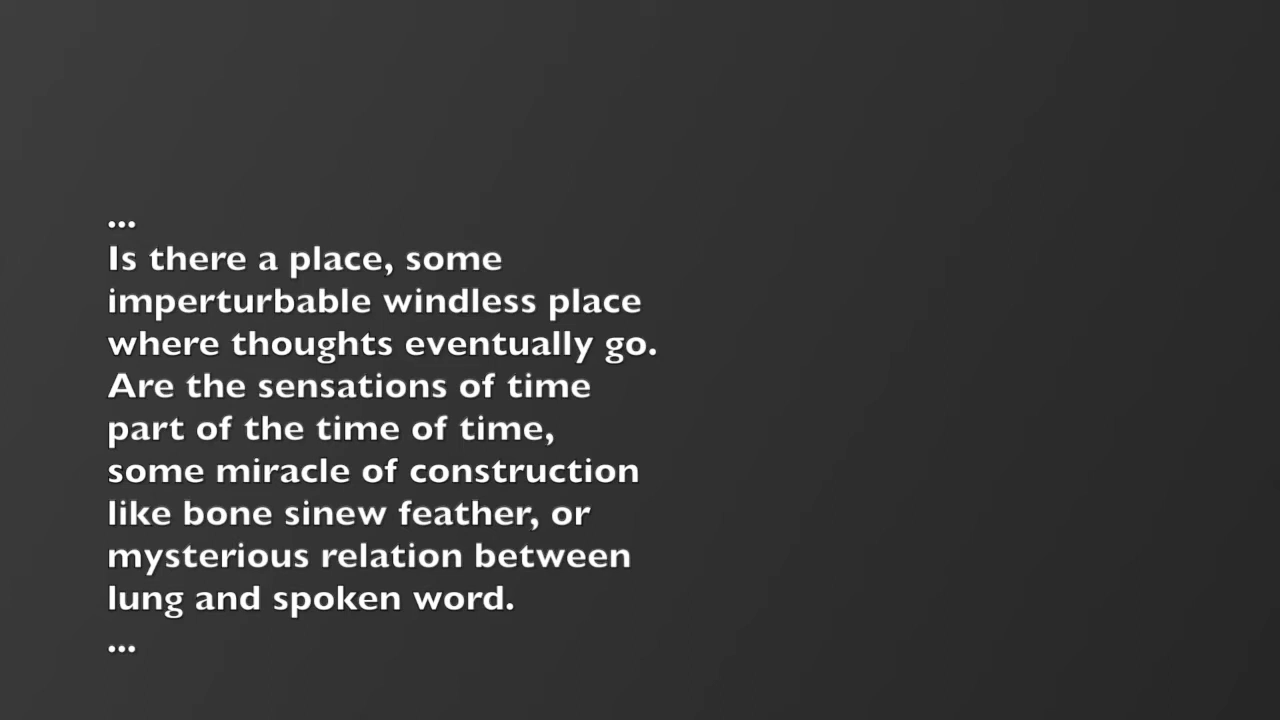 ...
Is there a place, some
imperturbable windless place
where thoughts eventually go.
Are the sensations of time
part of the time of time,
some miracle of construction
like bone sinew feather, or
mysterious relation between
lung and spoken word.
...